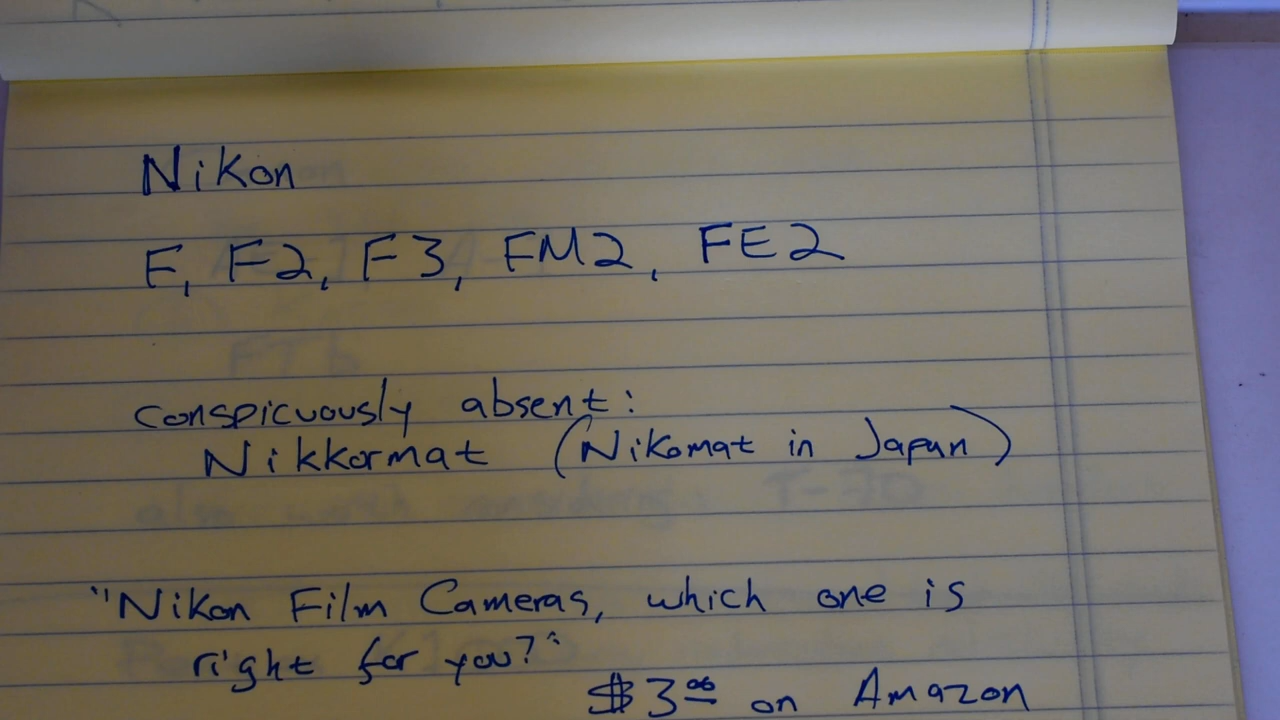 Nikon
F, F2, F3, FM2, FE2
Conspicuously absent:
Nikkormat (Nikomat in Japan)
"Nikon Film Cameras, which one is
right for you?"
$3.00 on Amazon